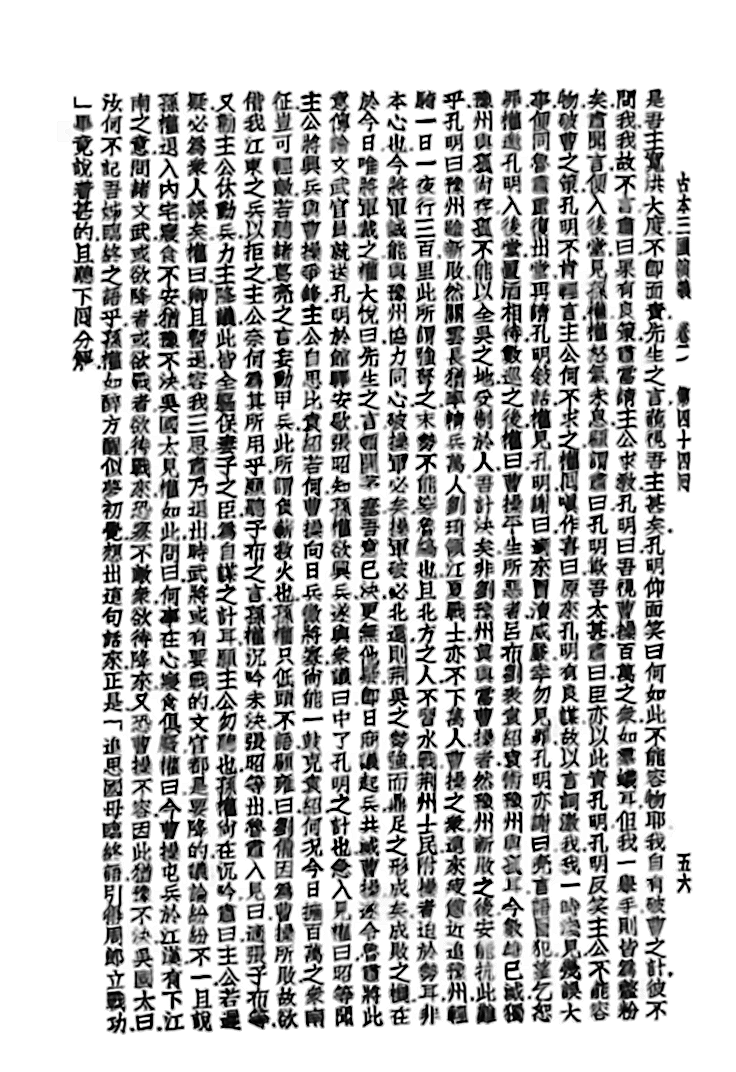 古本三國演義 卷二 第四十四回 五六
是吾主寬洪大度不即面責先生之言藐視吾主甚矣孔明仰面笑曰何如此不能容物耶我自有破曹之計彼不
問我我故不言肅曰果有良策肅當請主公求教孔明曰吾視曹操百萬之衆如羣蟻耳但我一舉手則皆爲虀粉
矣肅聞言便入後堂見孫權權怒氣未息顧謂肅曰孔明欺吾太甚肅曰臣亦以此責孔明孔明反笑主公不能容
物破曹之策孔明不肯輕言主公何不求之權回嗔作喜曰原來孔明有良謀故以言詞激我我一時淺見幾誤大
事便同魯肅重復出堂再請孔明敍話權見孔明謝曰適來冒瀆威嚴幸勿見罪孔明亦謝曰亮言語冒犯望乞恕
罪權邀孔明入後堂置酒相待數巡之後權曰曹操平生所惡者呂布劉表袁紹袁術豫州與孤耳今數雄已滅獨
豫州與孤尙存孤不能以全吳之地受制於人吾計決矣非劉豫州莫與當曹操者然豫州新敗之後安能抗此難
乎孔明曰豫州雖新敗然關雲長猶率精兵萬人劉琦領江夏戰士亦不下萬人曹操之衆遠來疲憊近追豫州輕
騎一日一夜行三百里此所謂強弩之末勢不能穿魯縞也且北方之人不習水戰荆州士民附操者迫於勢耳非
本心也今將軍誠能與豫州協力同心破操軍必矣操軍破必北還則荆吳之勢強而鼎足之形成矣成敗之機在
於今日唯將軍裁之權大悅曰先生之言頓開茅塞吾意已決更無他疑即日商議起兵共滅曹操遂令魯肅將此
意傳諭文武官員就送孔明於館驛安歇張昭知孫權欲興兵遂與衆議曰中了孔明之計也急入見權曰昭等聞
主公將興兵與曹操爭鋒主公自思比袁紹若何曹操向日兵微將寡尙能一鼓克袁紹何況今日擁百萬之衆南
征豈可輕敵若聽諸葛亮之言妄動甲兵此所謂負薪救火也孫權只低頭不語顧雍曰劉備因爲曹操所敗故欲
借我江東之兵以拒之主公奈何爲其所用乎願聽子布之言孫權沉吟未決張昭等出魯肅入見曰適張子布等
又勸主公休動兵力主降議此皆全軀保妻子之臣爲自謀之計耳願主公勿聽也孫權尙在沉吟肅曰主公若遲
疑必爲衆人誤矣權曰卿且暫退容我三思肅乃退出時武將或有要戰的文官都是要降的議論紛紛不一且說
孫權退入內宅寢食不安猶豫不決吳國太見權如此問曰何事在心寢食俱廢權曰今曹操屯兵於江漢有下江
南之意問諸文武或欲降者或欲戰者欲待戰來恐寡不敵衆欲待降來又恐曹操不容因此猶豫不決吳國太曰
汝何不記吾姊臨終之語乎孫權如醉方醒似夢初覺想出這句話來正是「追思國母臨終語引得周郎立戰功
」畢竟說着甚的且聽下回分解